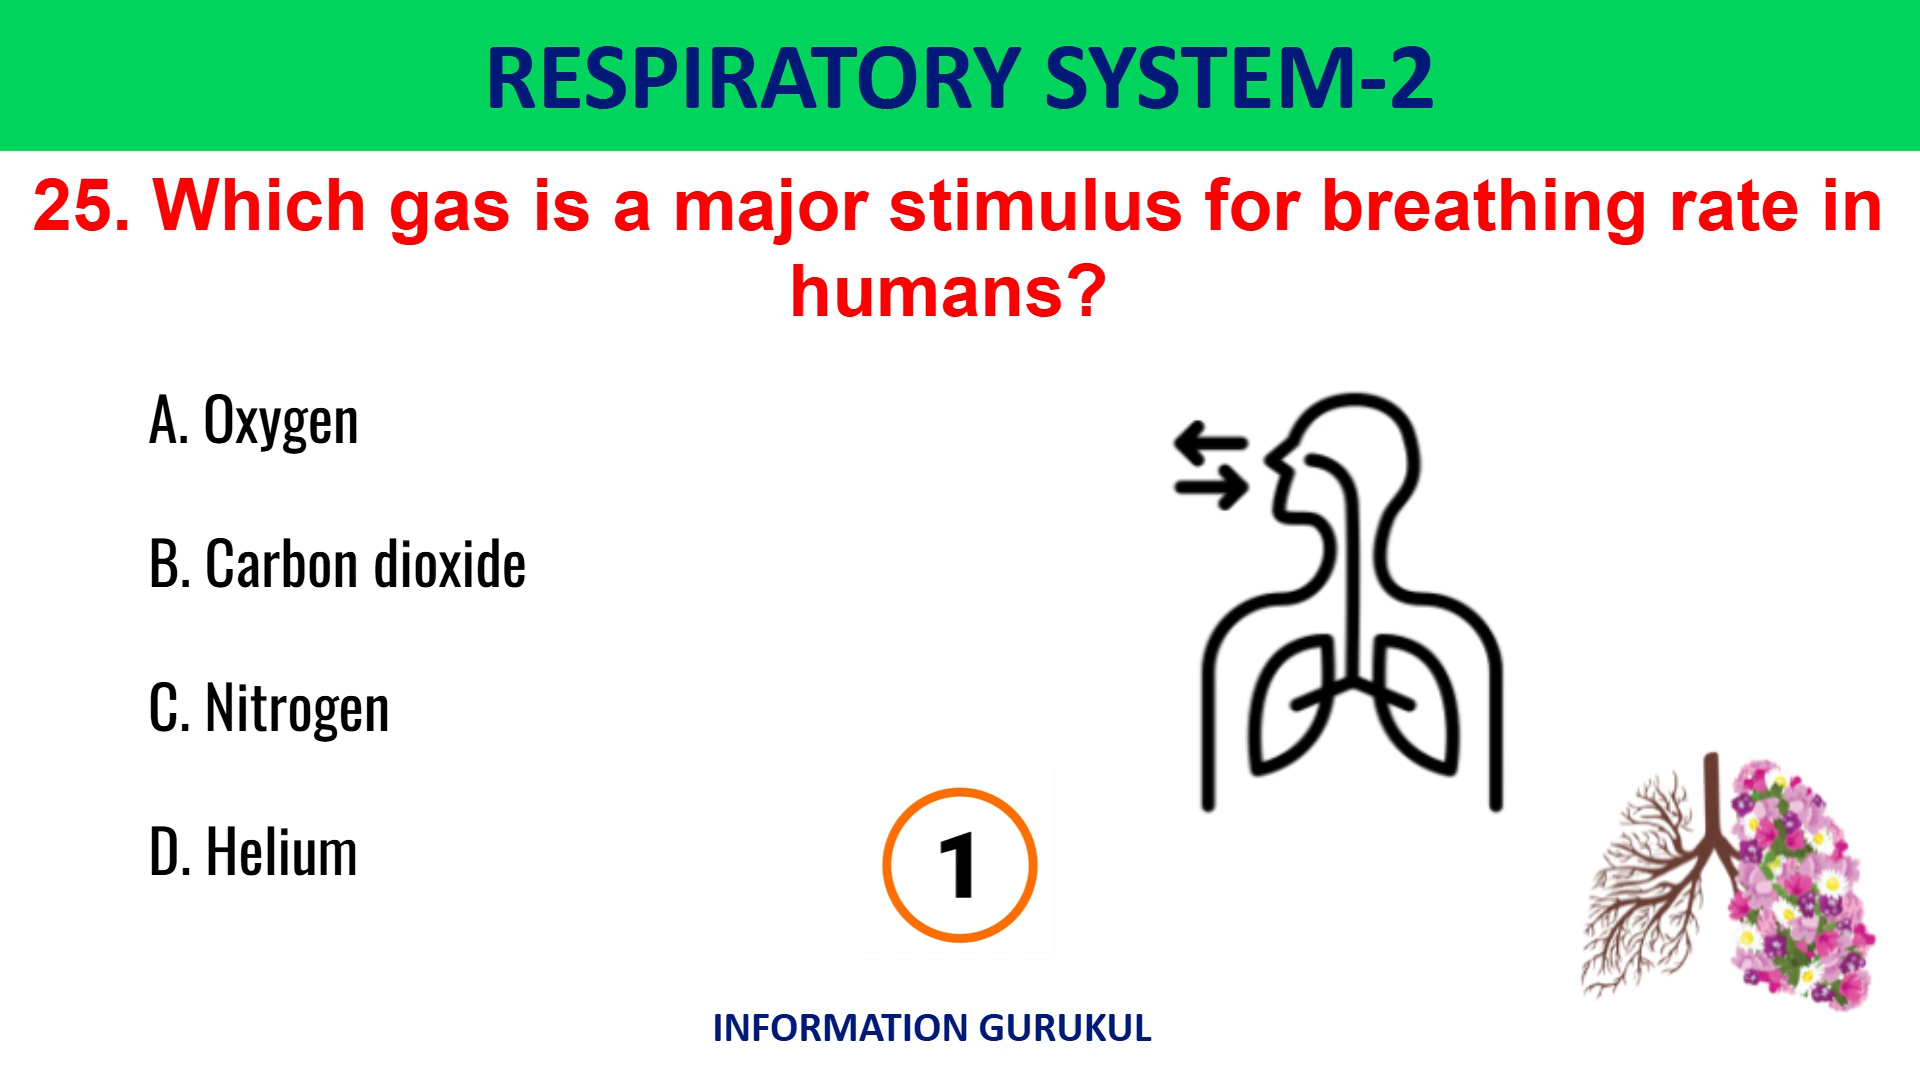 RESPIRATORY SYSTEM-2
25. Which gas is a major stimulus for breathing rate in
humans?
A. Oxygen
B. Carbon dioxide
C. Nitrogen
D. Helium
1
INFORMATION GURUKUL